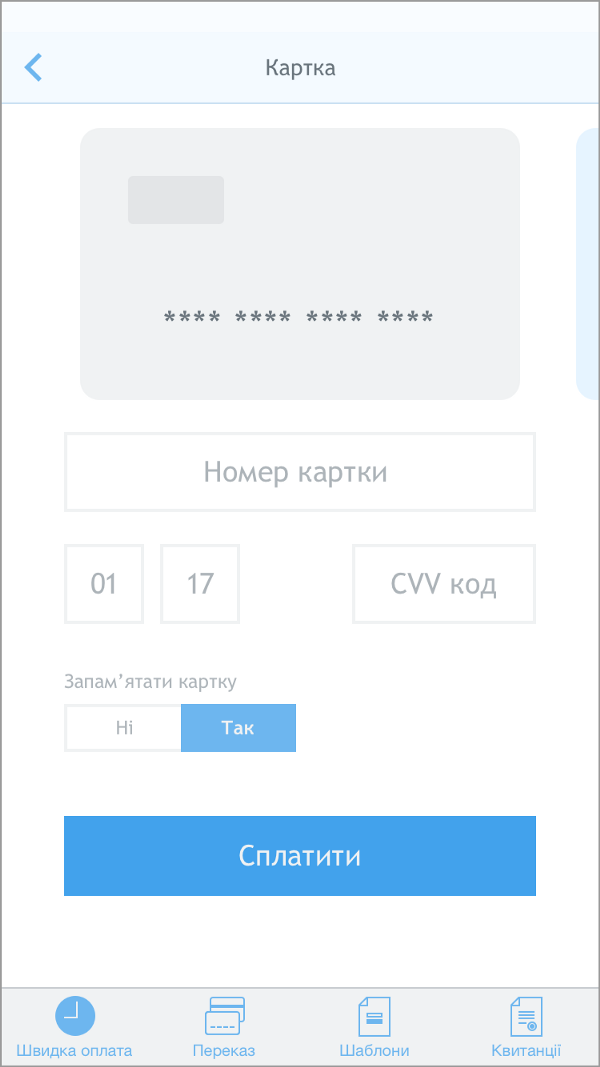 Картка
**** **** **** ****
Номер картки
01 17 CVV код
Запам’ятати картку
Ні Так
Сплатити
Швидка оплата Переказ Шаблони Квитанції